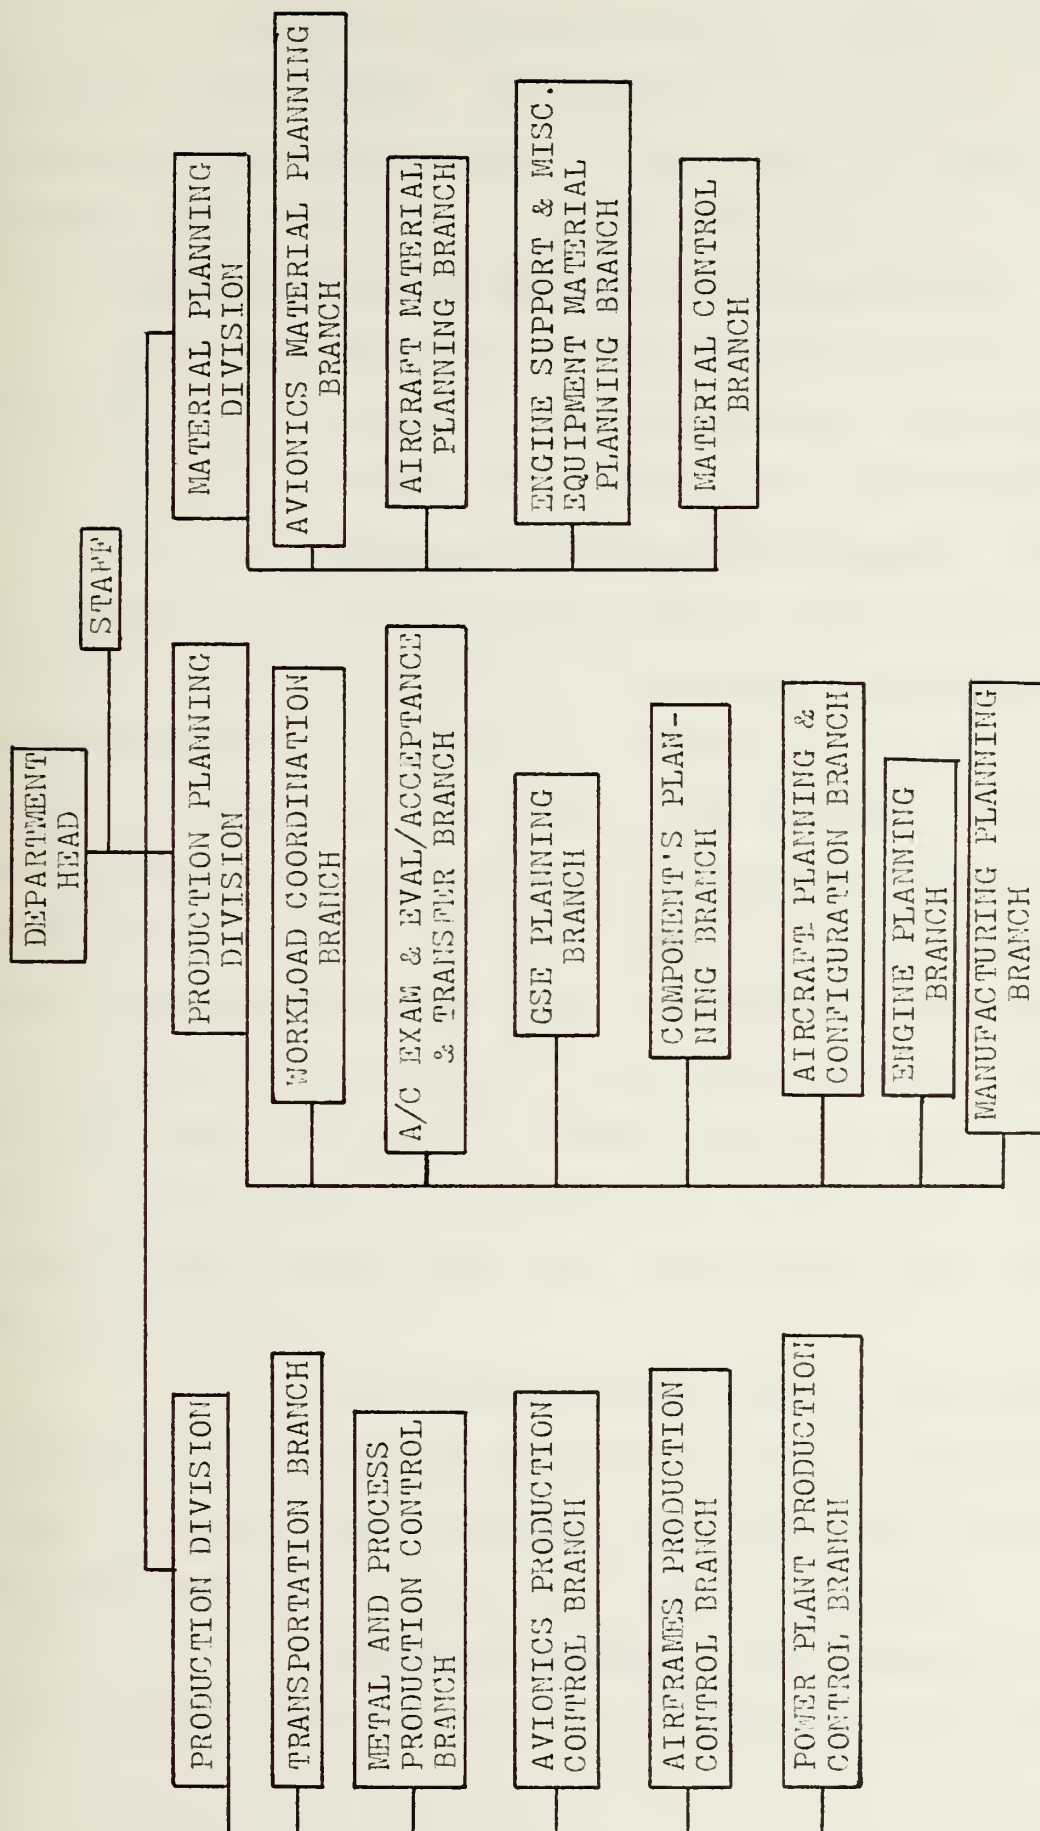 DEPARTMENT
HEAD
STAFF
PRODUCTION DIVISION
TRANSPORTATION BRANCH
METAL AND PROCESS
PRODUCTION CONTROL
BRANCH
AVIONICS PRODUCTION
CONTROL BRANCH
AIRFRAMES PRODUCTION
CONTROL BRANCH
POWER PLANT PRODUCTION
CONTROL BRANCH
PRODUCTION PLANNING
DIVISION
WORKLOAD COORDINATION
BRANCH
A/C EXAM & EVAL/ACCEPTANCE
& TRANSFER BRANCH
GSE PLANNING
BRANCH
COMPONENT'S PLAN-
NING BRANCH
AIRCRAFT PLANNING &
CONFIGURATION BRANCH
ENGINE PLANNING
BRANCH
MANUFACTURING PLANNING
BRANCH
MATERIAL PLANNING
DIVISION
AVIONICS MATERIAL PLANNING
BRANCH
AIRCRAFT MATERIAL
PLANNING BRANCH
ENGINE SUPPORT & MISC.
EQUIPMENT MATERIAL
PLANNING BRANCH
MATERIAL CONTROL
BRANCH